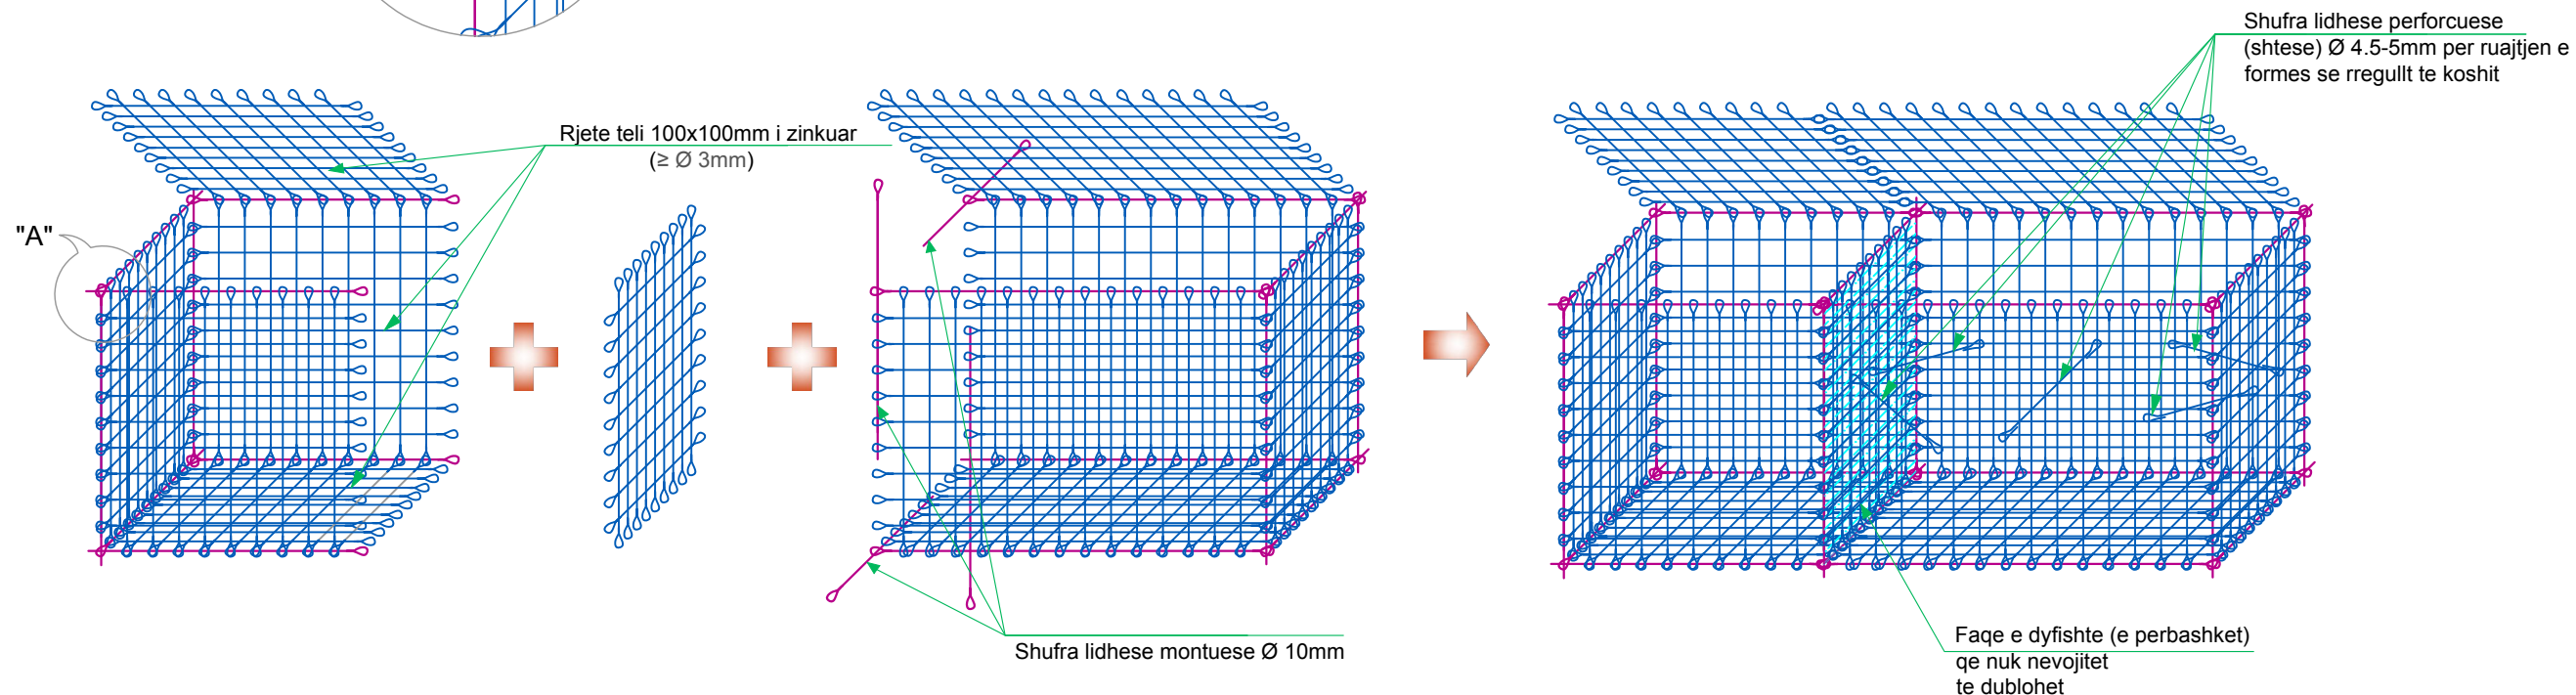 Shufra lidhese perforcuese
(shtese) Ø 4.5-5mm per ruajtjen e
formes se rregullt te koshit
Rjete teli 100x100mm i zinkuar
(≥ Ø 3mm)
"A"
Shufra lidhese montuese Ø 10mm
Faqe e dyfishte (e perbashket)
qe nuk nevojitet
te dublohet